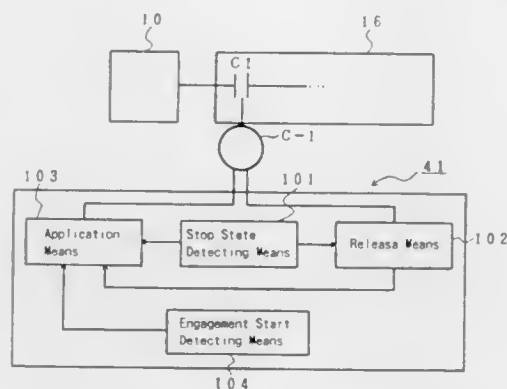 10
16
C1
C-1
41
103
101
Application
Means
Stop State
Detecting Means
Releasa Means
102
Engagement Start
Detecting Means
104